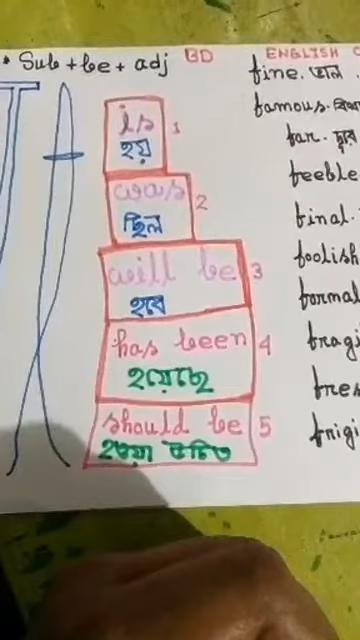 • Sub + be + adj
BD
ENGLISH
fine. ভাল
famous.
far. দূর
feeble
final.
foolish
formal
fragi
fres
frigi
is 1
হয়
was 2
ছিল
will be 3
হবে
has been 4
হয়েছে
should be 5
হওয়া উচিত